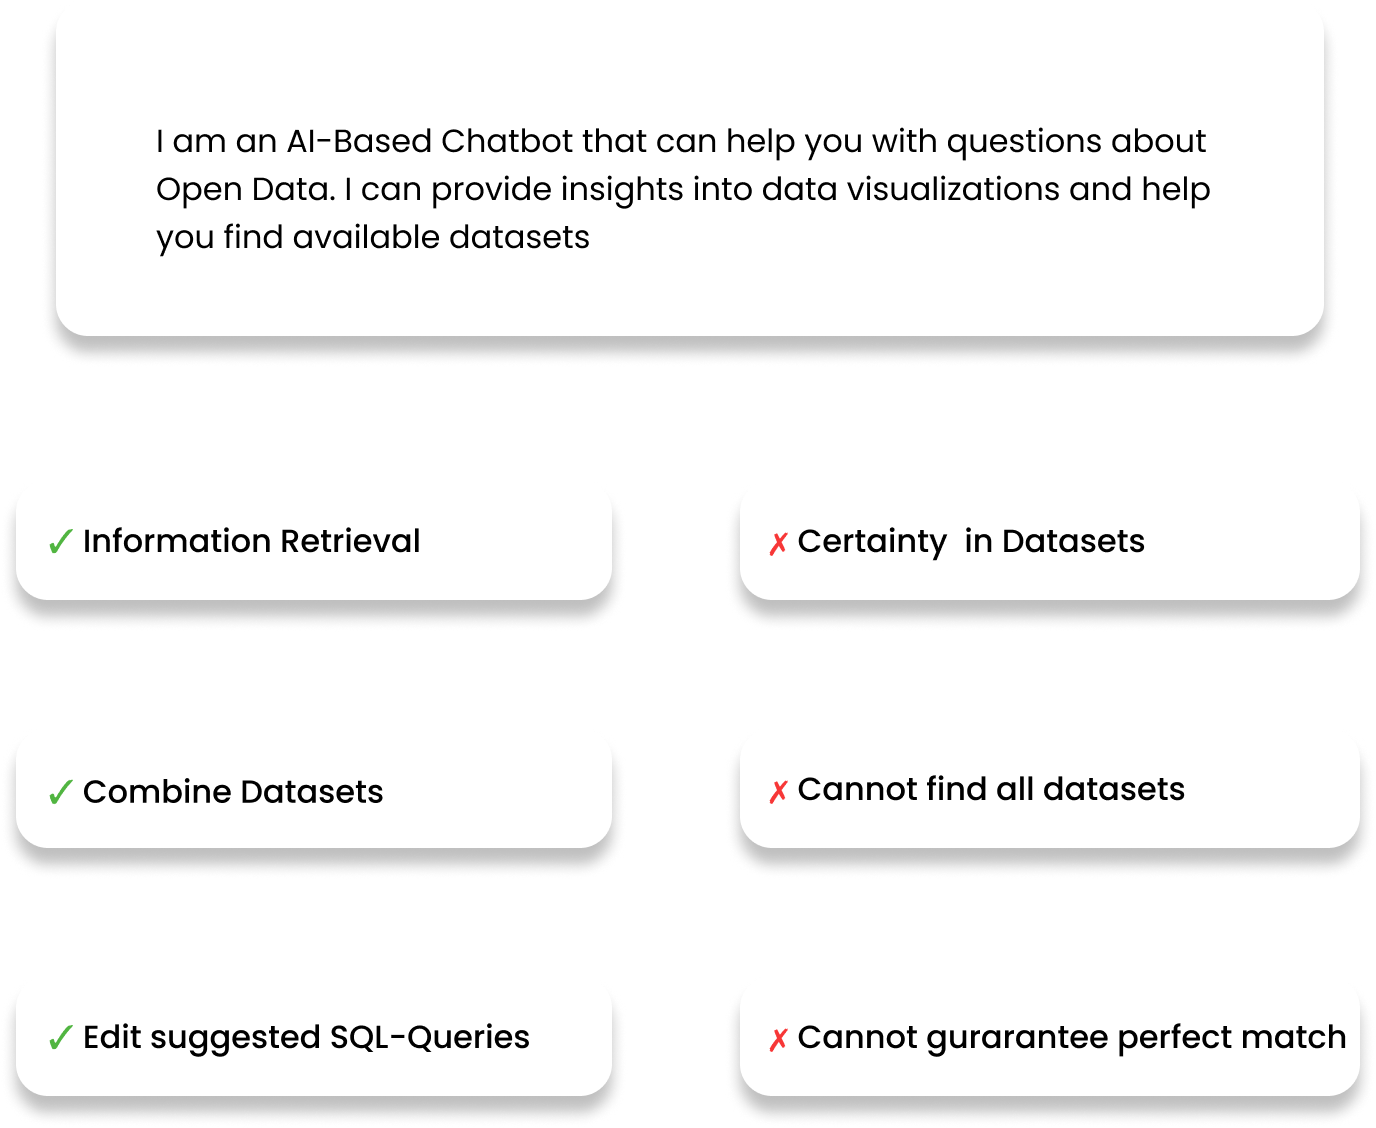 I am an AI-Based Chatbot that can help you with questions about
Open Data. I can provide insights into data visualizations and help
you find available datasets
✓ Information Retrieval
✗ Certainty  in Datasets
✓ Combine Datasets
✗ Cannot find all datasets
✓ Edit suggested SQL-Queries
✗ Cannot gurarantee perfect match